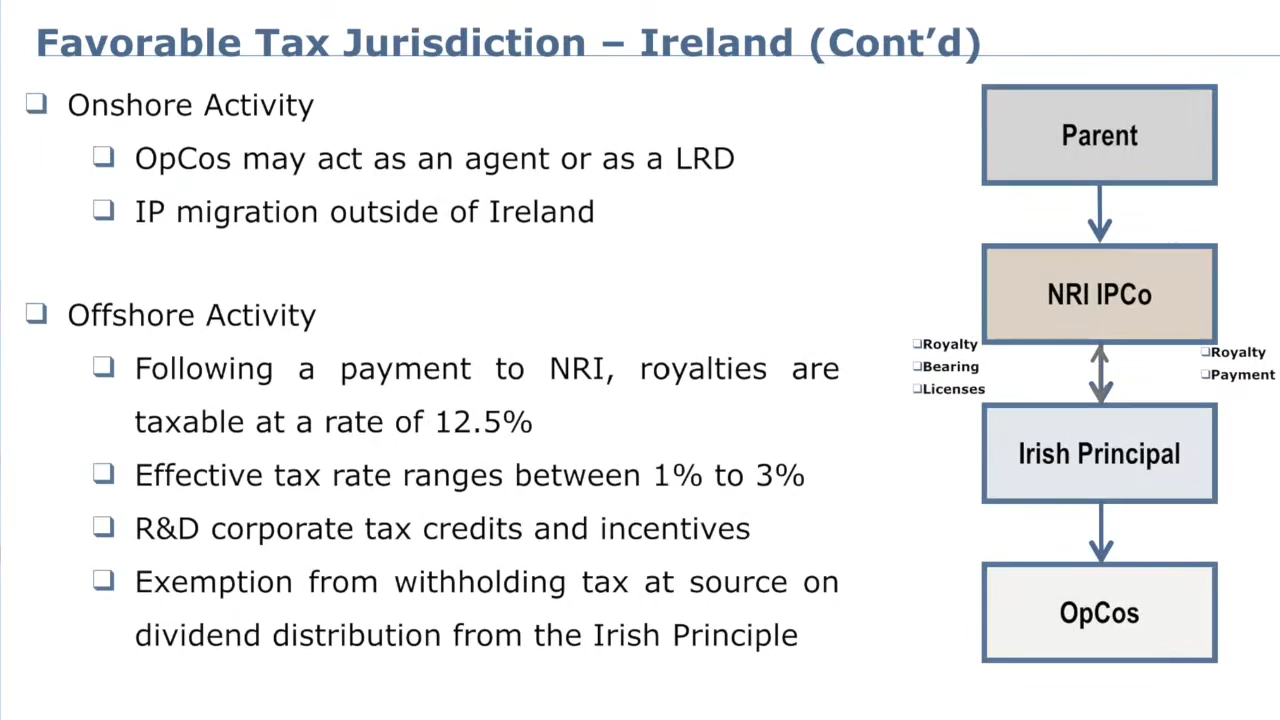 Favorable Tax Jurisdiction – Ireland (Cont’d)
❑ Onshore Activity
❑ OpCos may act as an agent or as a LRD
❑ IP migration outside of Ireland
❑ Offshore Activity
❑ Following a payment to NRI, royalties are
taxable at a rate of 12.5%
❑ Effective tax rate ranges between 1% to 3%
❑ R&D corporate tax credits and incentives
❑ Exemption from withholding tax at source on
dividend distribution from the Irish Principle
Parent
NRI IPCo
❑Royalty
❑Bearing
❑Licenses
❑Royalty
❑Payment
Irish Principal
OpCos